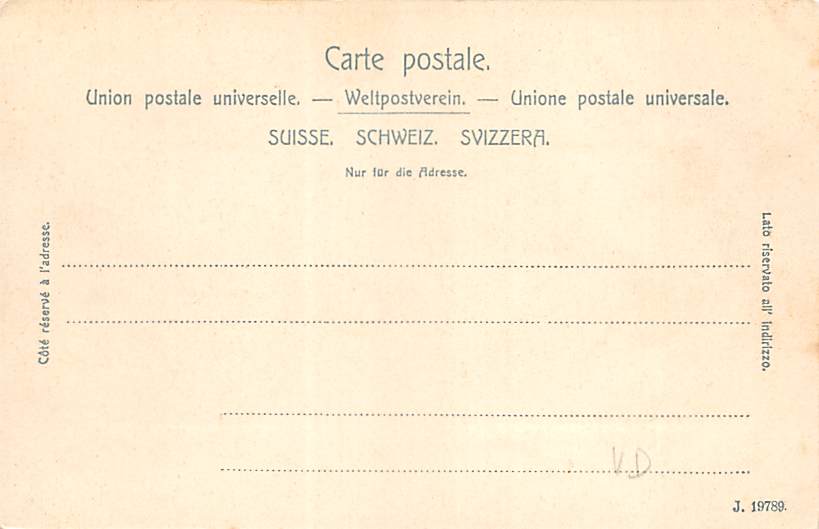 Carte postale.
Union postale universelle. — Weltpostverein. — Unione postale universale.
SUISSE. SCHWEIZ. SVIZZERA.
Nur für die Adresse.
Côté réservé à l'adresse.
Lato riservato all' indirizzo.
V.D
J. 19789.